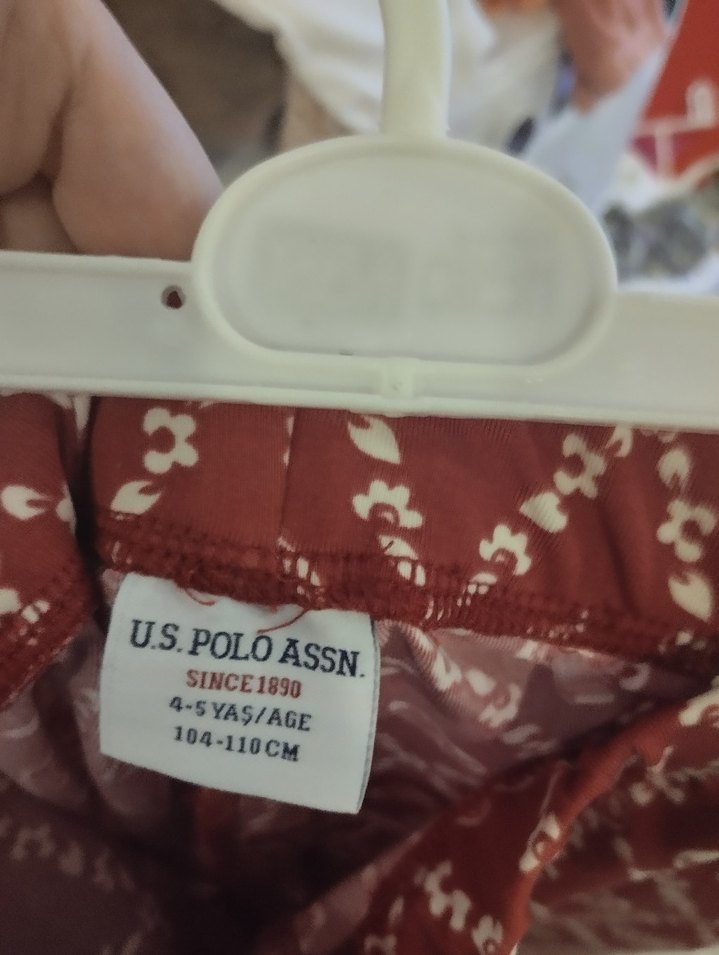 U.S. POLO ASSN.
SINCE 1890
4-5 YAŞ/AGE
104-110 CM